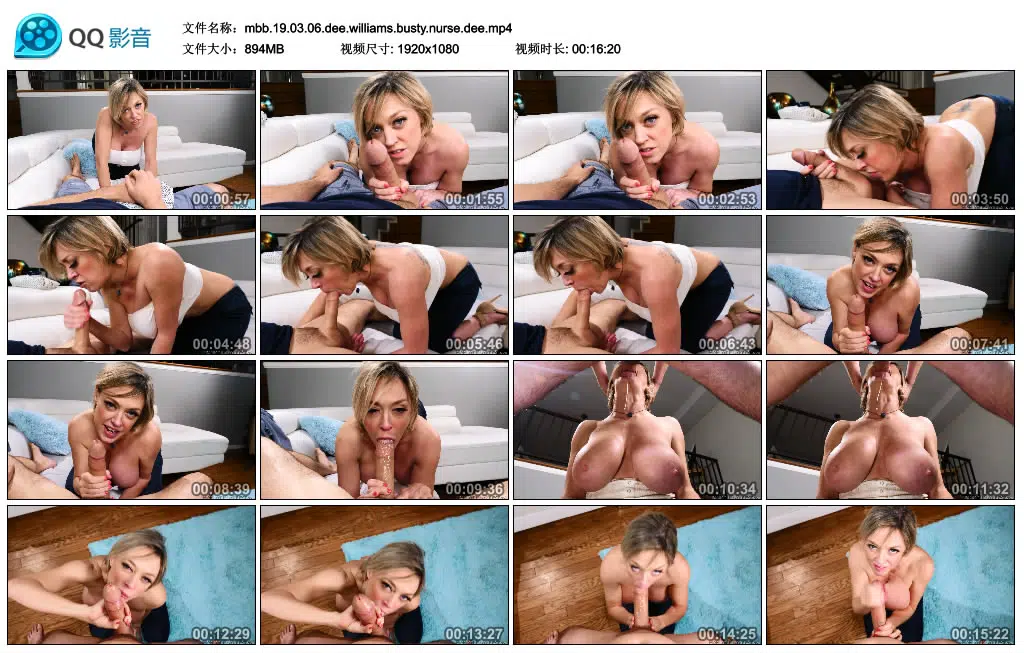 QQ影音
文件名称: mbb.19.03.06.dee.williams.busty.nurse.dee.mp4
文件大小: 894MB 视频尺寸: 1920x1080 视频时长: 00:16:20
00:00:57 00:01:55 00:02:53 00:03:50
00:04:48 00:05:46 00:06:43 00:07:41
00:08:39 00:09:36 00:10:34 00:11:32
00:12:29 00:13:27 00:14:25 00:15:22